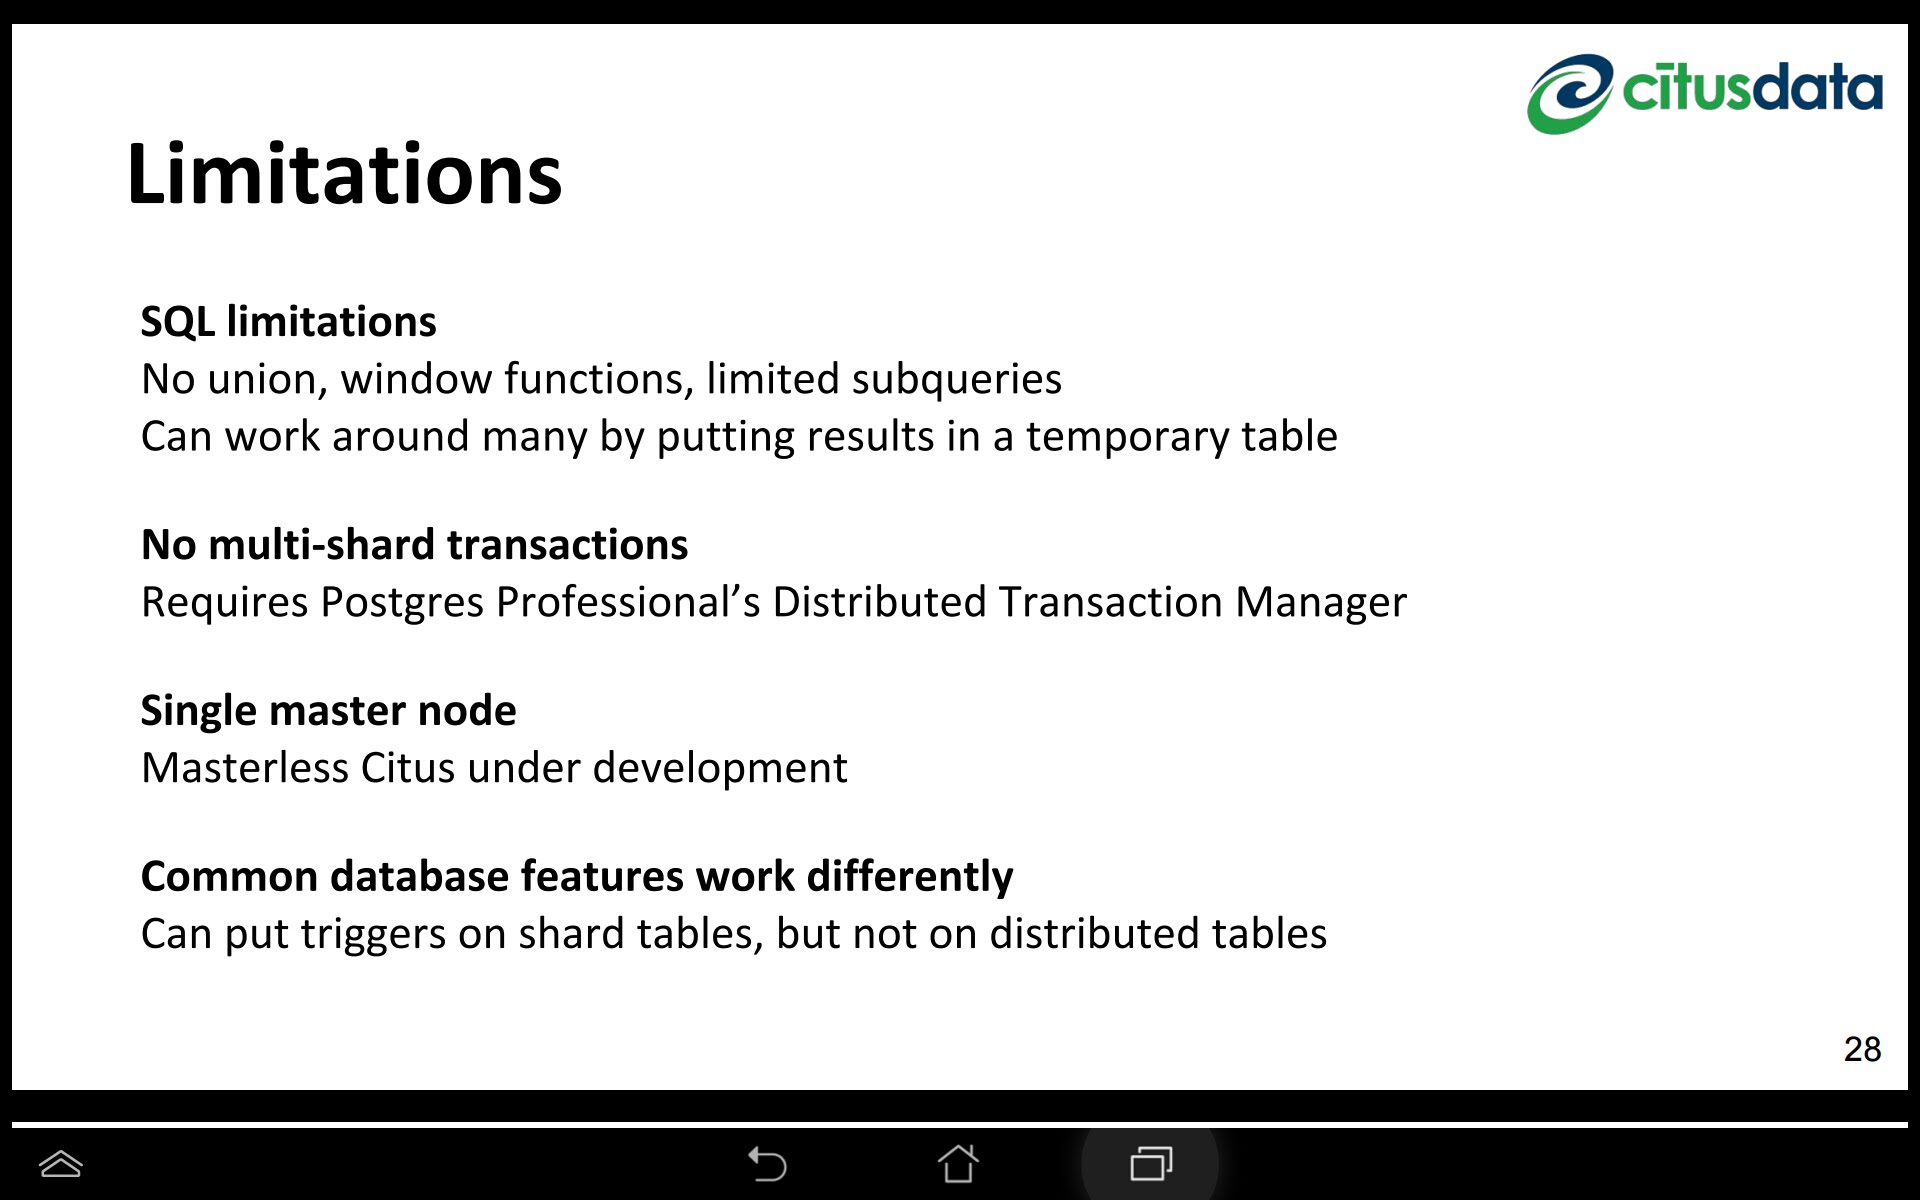 cītusdata
Limitations
SQL limitations
No union, window functions, limited subqueries
Can work around many by putting results in a temporary table
No multi-shard transactions
Requires Postgres Professional’s Distributed Transaction Manager
Single master node
Masterless Citus under development
Common database features work differently
Can put triggers on shard tables, but not on distributed tables
28